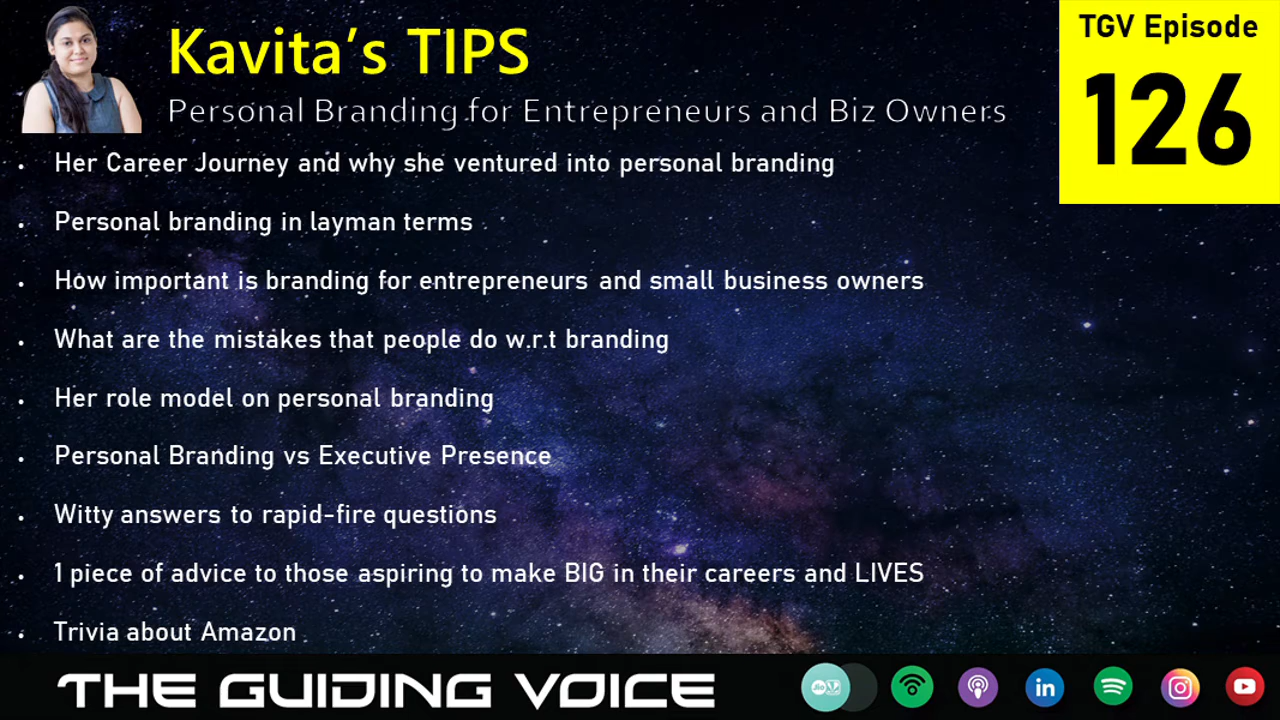 Kavita's TIPS
Personal Branding for Entrepreneurs and Biz Owners
TGV Episode
126
• Her Career Journey and why she ventured into personal branding
• Personal branding in layman terms
• How important is branding for entrepreneurs and small business owners
• What are the mistakes that people do w.r.t branding
• Her role model on personal branding
• Personal Branding vs Executive Presence
• Witty answers to rapid-fire questions
• 1 piece of advice to those aspiring to make BIG in their careers and LIVES
• Trivia about Amazon
THE GUIDING VOICE
Jio
in